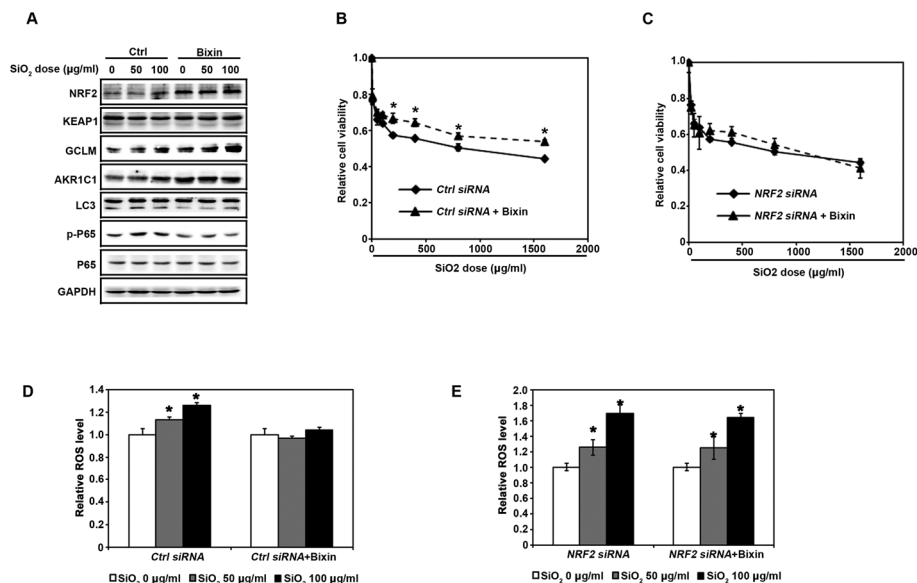 A
Ctrl Bixin
SiO2 dose (µg/ml) 0 50 100 0 50 100
NRF2
KEAP1
GCLM
AKR1C1
LC3
p-P65
P65
GAPDH
B
Relative cell viability
1.0
0.8
0.6
0.4
0.2
0
* * * *
Ctrl siRNA
Ctrl siRNA + Bixin
0 500 1000 1500 2000
SiO2 dose (µg/ml)
C
Relative cell viability
1.0
0.8
0.6
0.4
0.2
0
NRF2 siRNA
NRF2 siRNA + Bixin
0 500 1000 1500 2000
SiO2 dose (µg/ml)
D
Relative ROS level
1.4
1.2
1.0
0.8
0.6
0.4
0.2
0
* *
Ctrl siRNA Ctrl siRNA+Bixin
SiO2 0 µg/ml SiO2 50 µg/ml SiO2 100 µg/ml
E
Relative ROS level
2.0
1.8
1.6
1.4
1.2
1.0
0.8
0.6
0.4
0.2
0
* * * *
NRF2 siRNA NRF2 siRNA+Bixin
SiO2 0 µg/ml SiO2 50 µg/ml SiO2 100 µg/ml